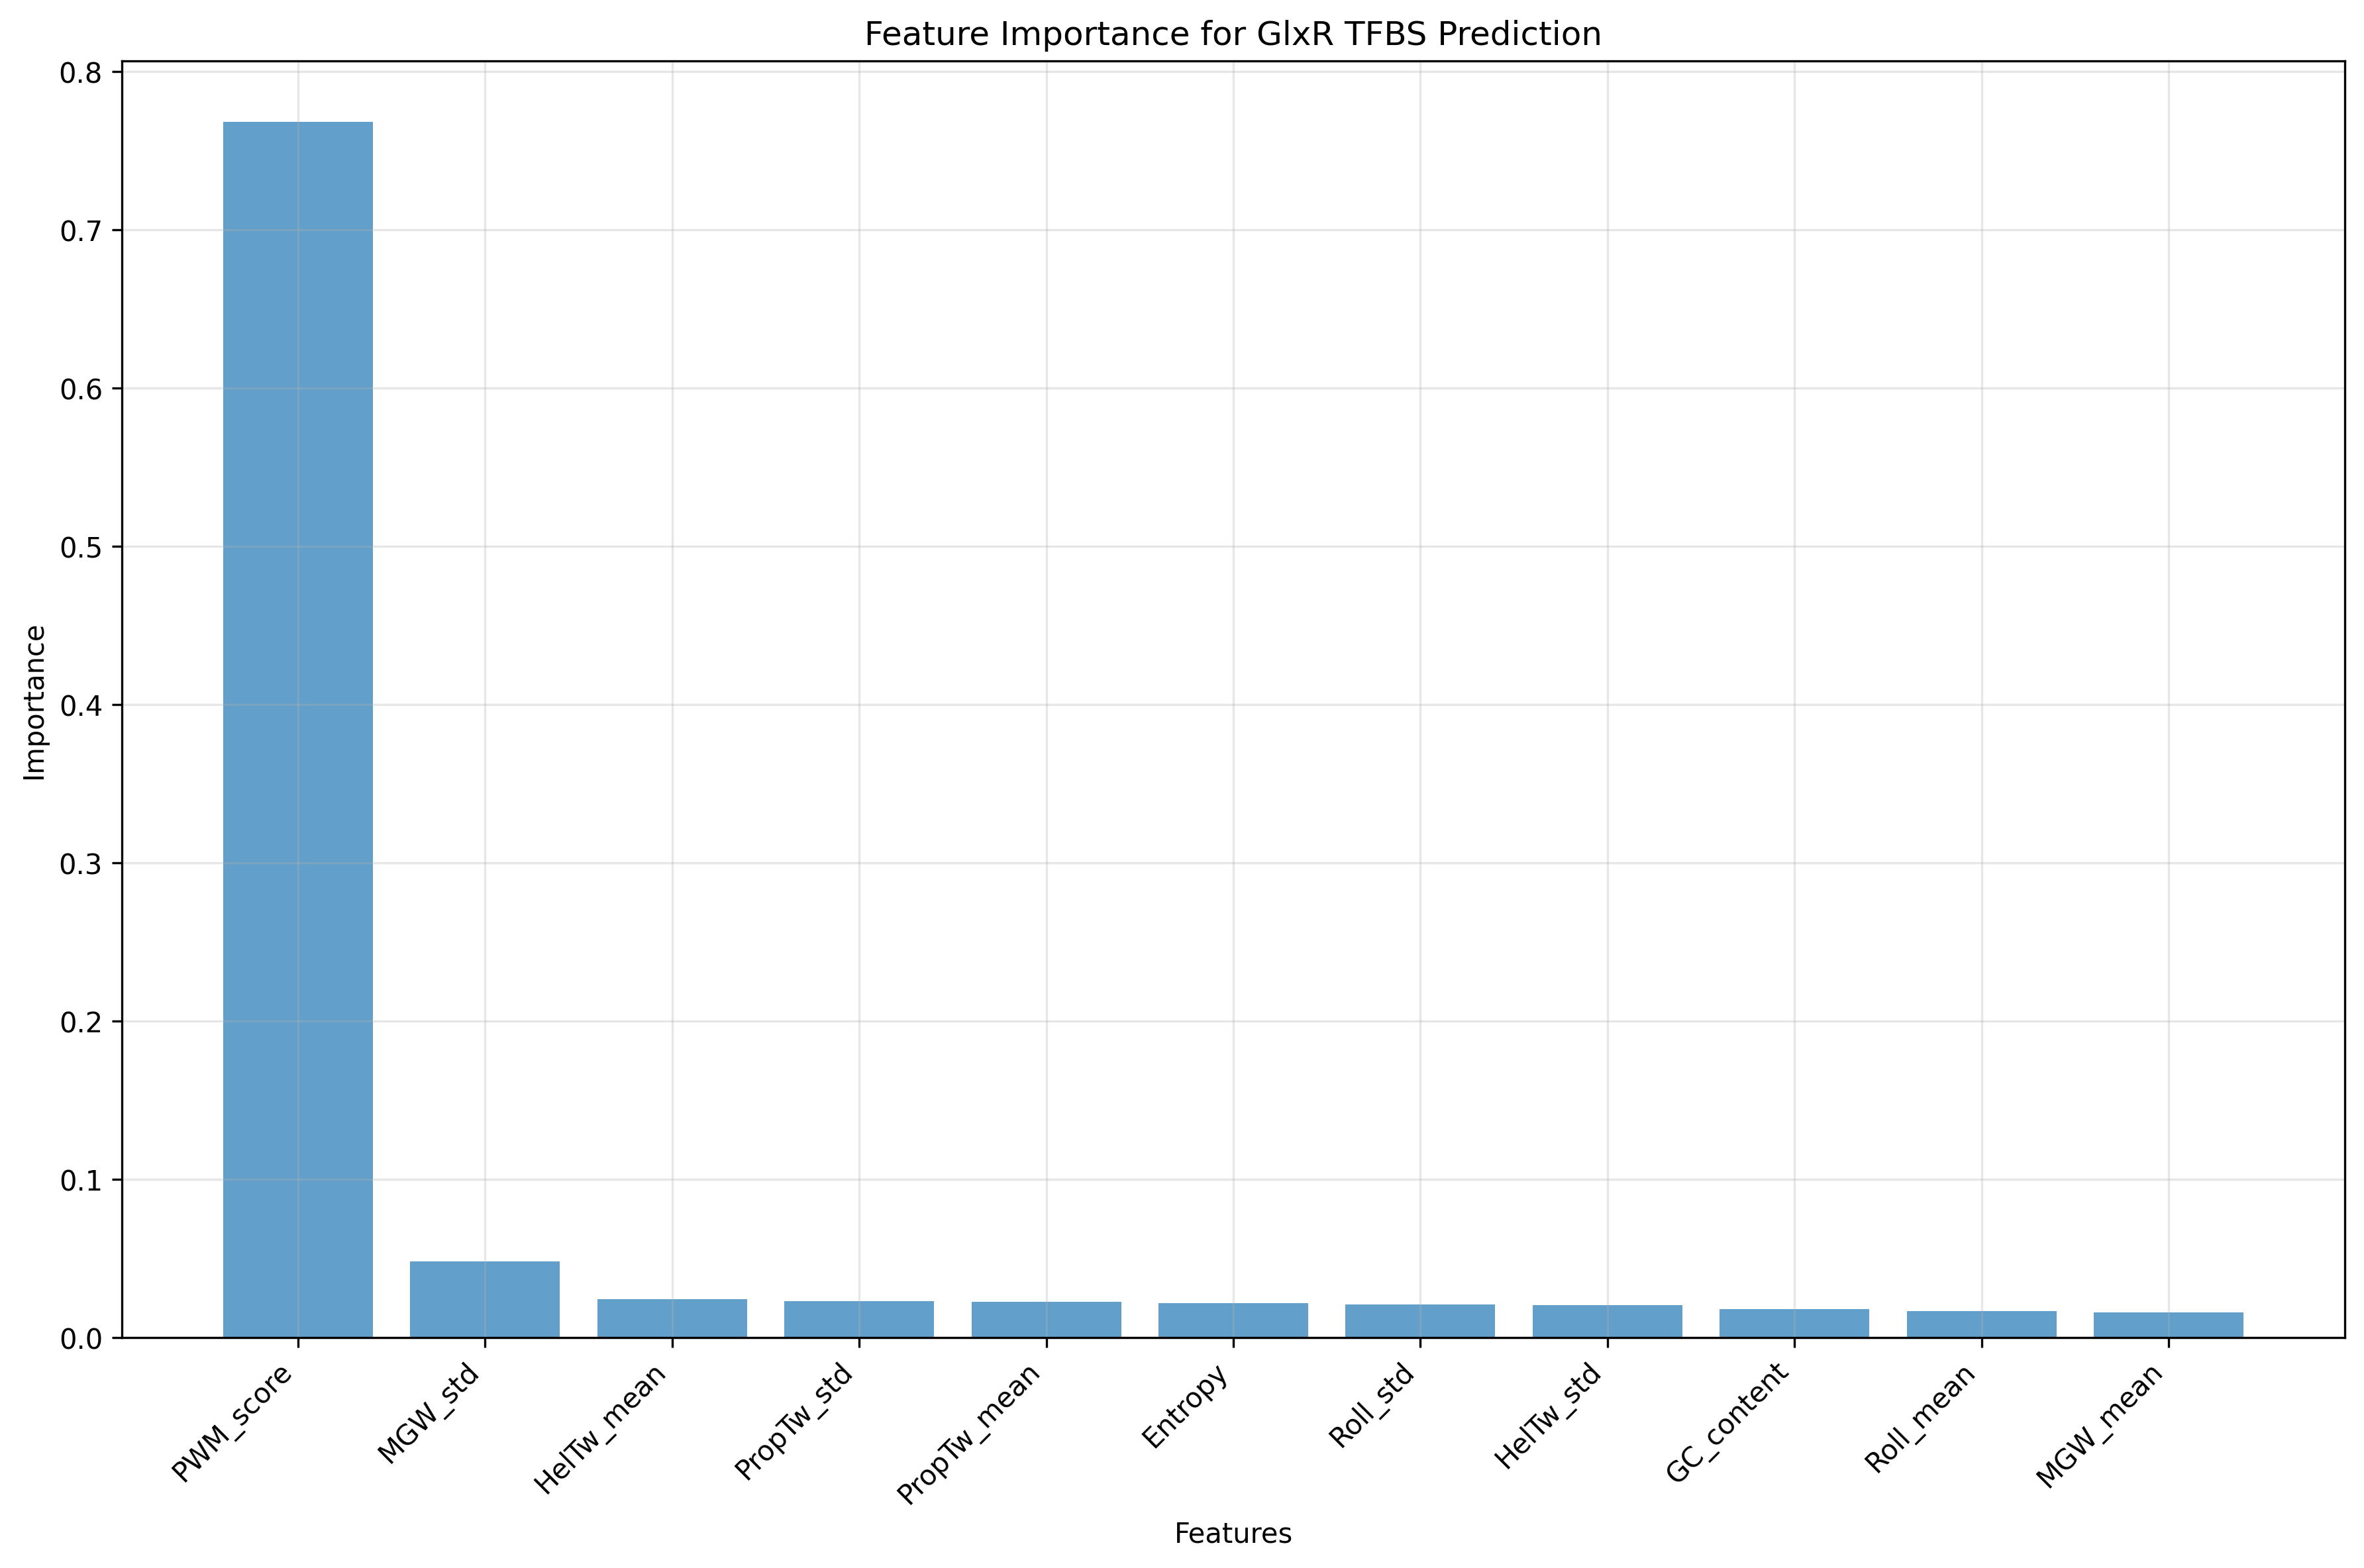 Feature Importance for GlxR TFBS Prediction
0.8
0.7
0.6
0.5
0.4
0.3
0.2
0.1
0.0
Importance
PWM_score
MGW_std
HelTw_mean
PropTw_std
PropTw_mean
Entropy
Roll_std
HelTw_std
GC_content
Roll_mean
MGW_mean
Features